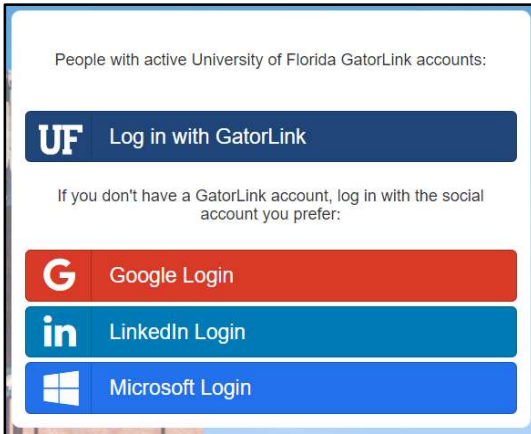 People with active University of Florida GatorLink accounts:
UF Log in with GatorLink
If you don't have a GatorLink account, log in with the social
account you prefer:
G Google Login
in LinkedIn Login
Microsoft Login